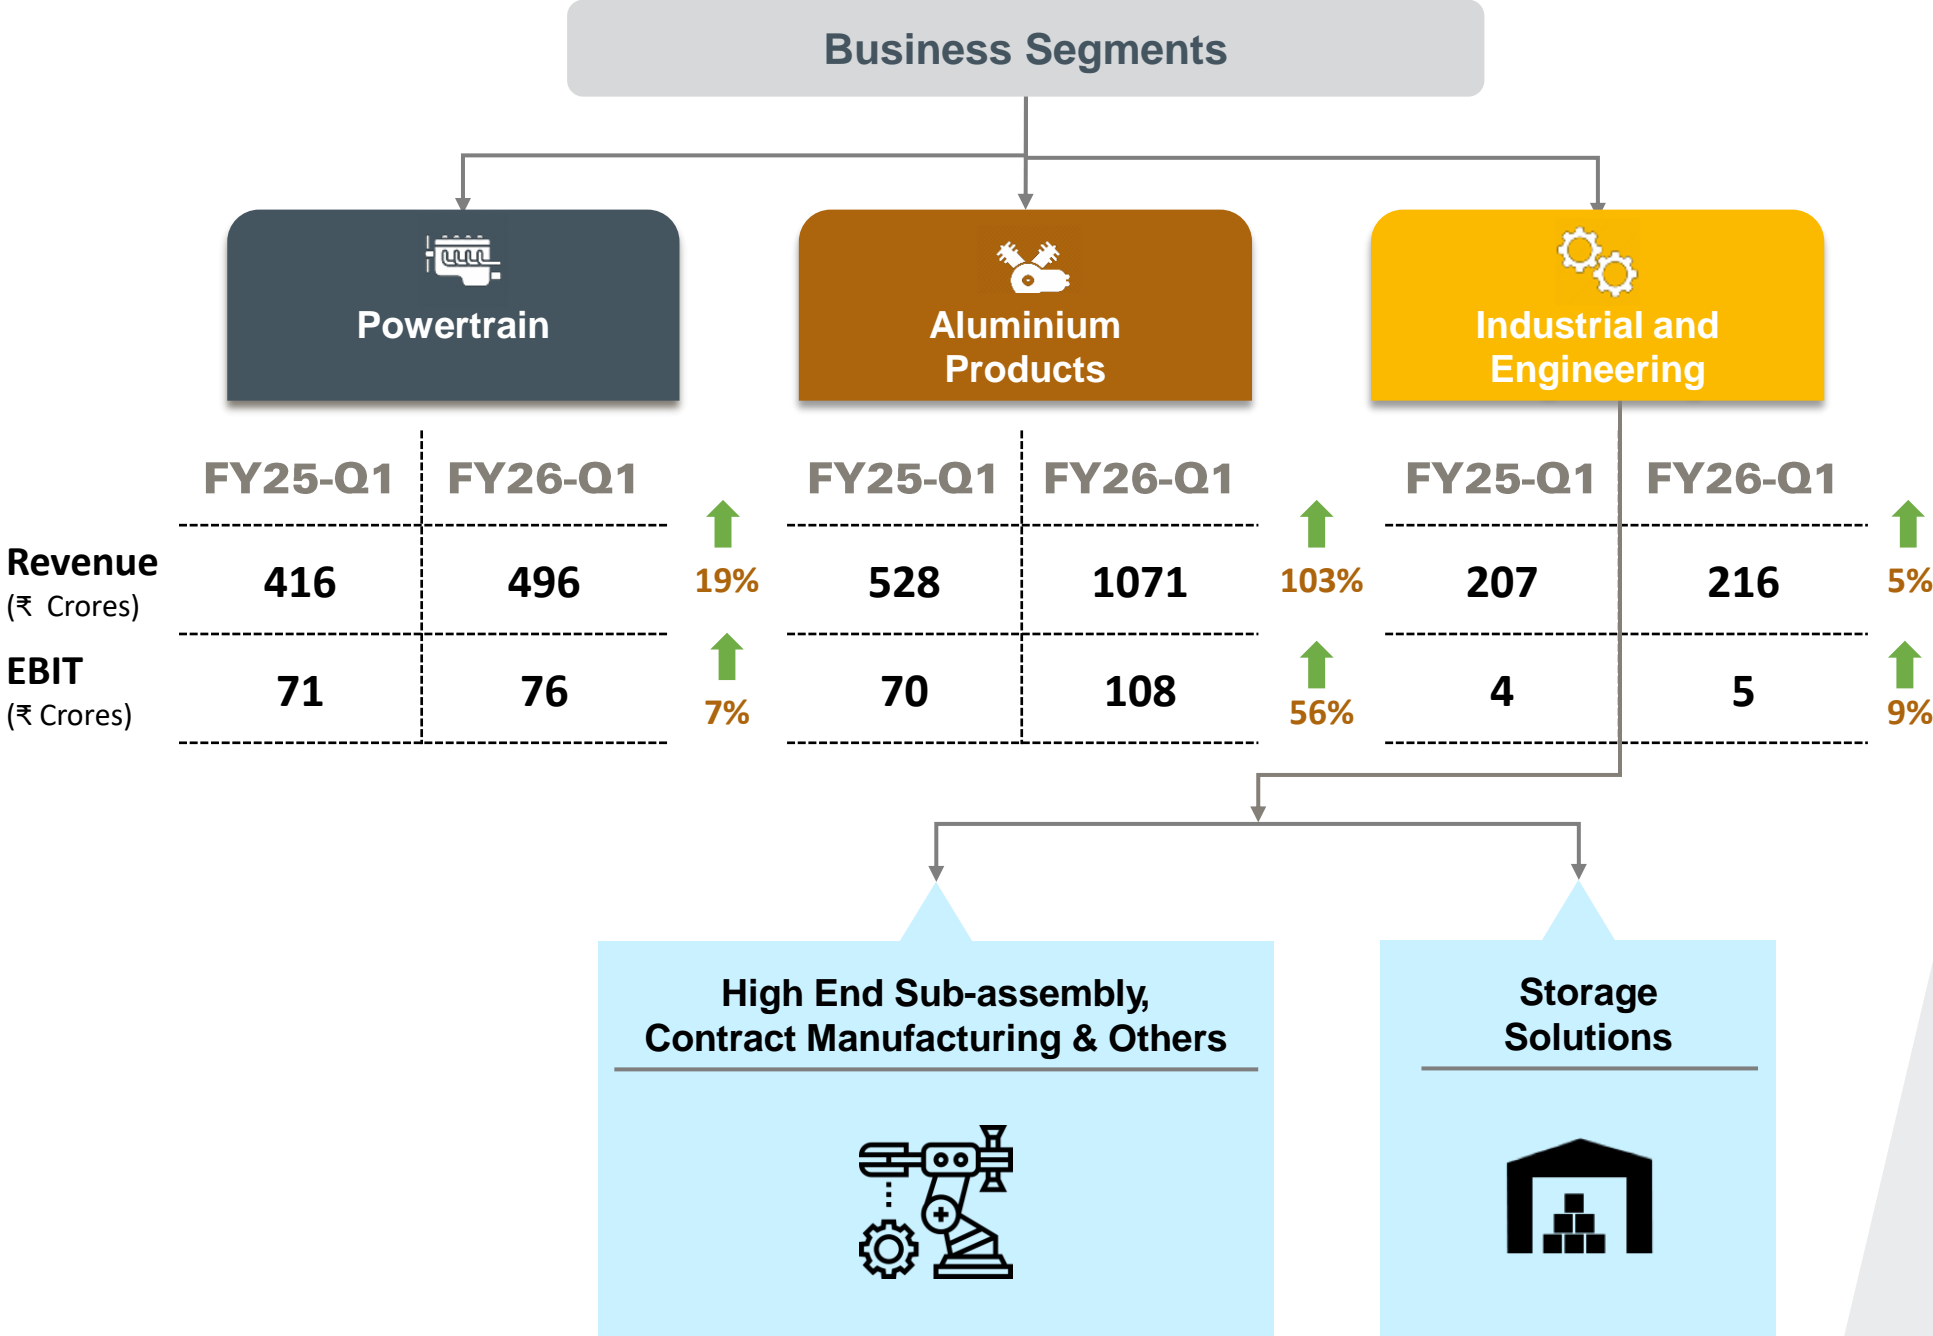 Business Segments
Powertrain
Aluminium
Products
Industrial and
Engineering
FY25-Q1 FY26-Q1 FY25-Q1 FY26-Q1 FY25-Q1 FY26-Q1
Revenue
(₹ Crores)
416 496 19% 528 1071 103% 207 216 5%
EBIT
(₹ Crores)
71 76 7% 70 108 56% 4 5 9%
High End Sub-assembly,
Contract Manufacturing & Others
Storage
Solutions